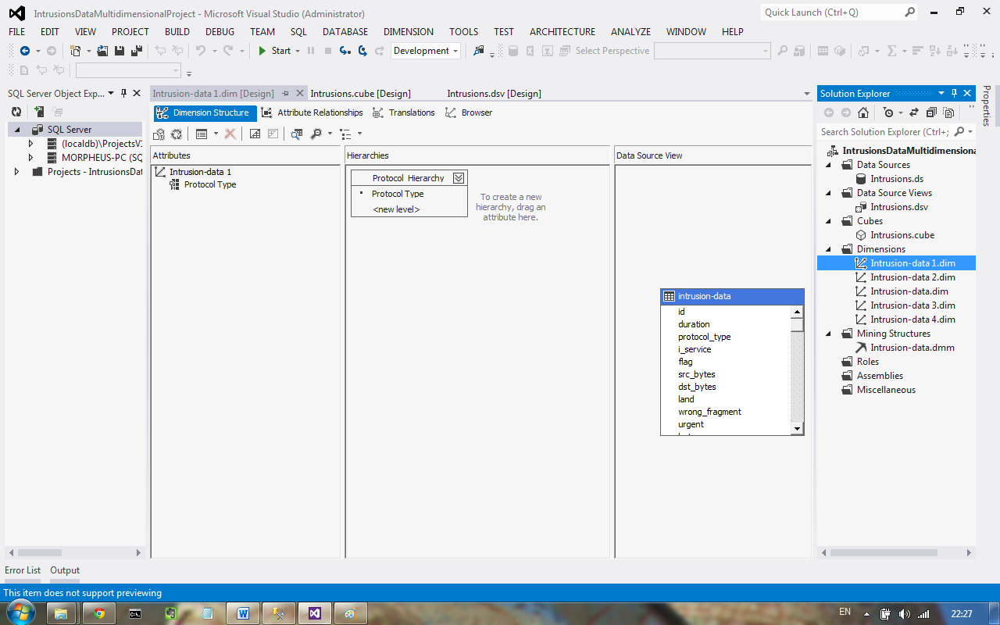 IntrusionsDataMultidimensionalProject - Microsoft Visual Studio (Administrator)
Quick Launch (Ctrl+Q)
FILE EDIT VIEW PROJECT BUILD DEBUG TEAM SQL DATABASE DIMENSION TOOLS TEST ARCHITECTURE ANALYZE WINDOW HELP
Start Development Select Perspective
SQL Server Object Exp...
SQL Server
(localdb)\ProjectsV1
MORPHEUS-PC (SQ
Projects - IntrusionsDat
Intrusion-data 1.dim [Design] Intrusions.cube [Design] Intrusions.dsv [Design]
Dimension Structure Attribute Relationships Translations Browser
Attributes
Intrusion-data 1
Protocol Type
Hierarchies
Protocol Hierarchy
Protocol Type
<new level>
To create a new
hierarchy, drag an
attribute here.
Data Source View
intrusion-data
id
duration
protocol_type
i_service
flag
src_bytes
dst_bytes
land
wrong_fragment
urgent
Solution Explorer
Search Solution Explorer (Ctrl+;
IntrusionsDataMultidimensiona
Data Sources
Intrusions.ds
Data Source Views
Intrusions.dsv
Cubes
Intrusions.cube
Dimensions
Intrusion-data 1.dim
Intrusion-data 2.dim
Intrusion-data.dim
Intrusion-data 3.dim
Intrusion-data 4.dim
Mining Structures
Intrusion-data.dmm
Roles
Assemblies
Miscellaneous
Properties
Error List Output
This item does not support previewing
EN 22:27